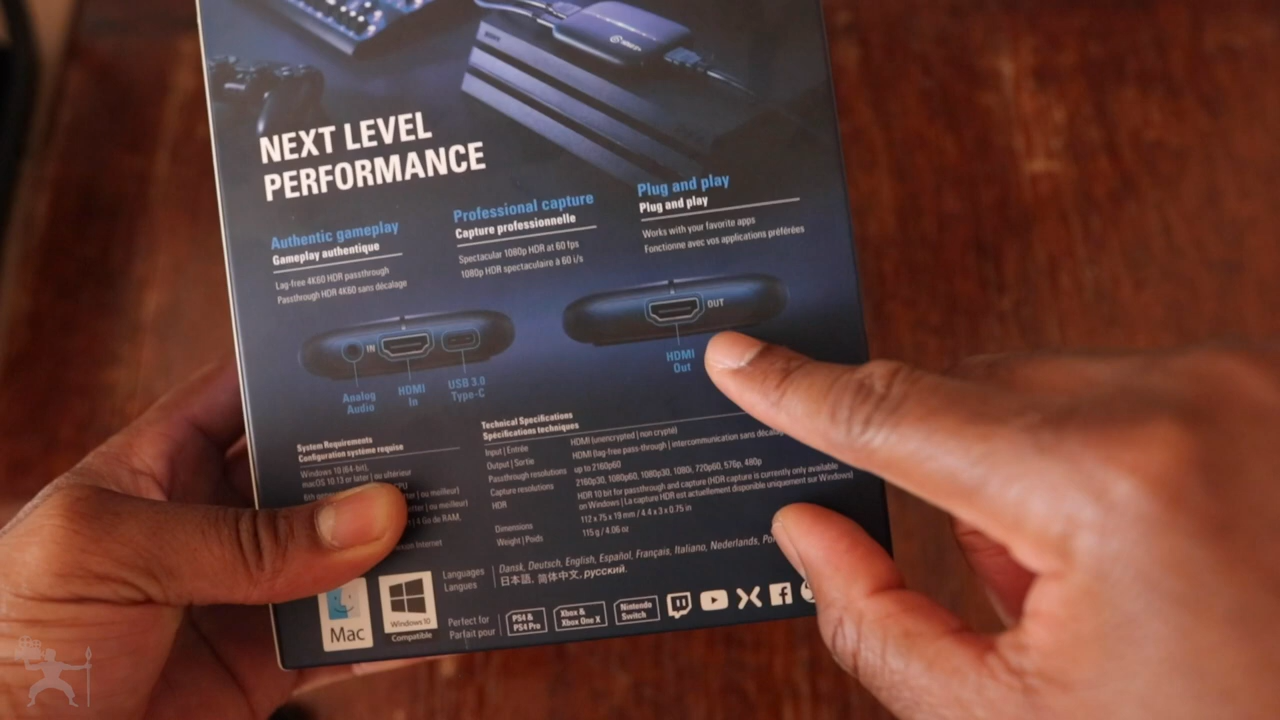 NEXT LEVEL
PERFORMANCE
Authentic gameplay
Gameplay authentique
Lag-free 4K60 HDR passthrough
Passthrough HDR 4K60 sans décalage
Professional capture
Capture professionnelle
Spectacular 1080p HDR at 60 fps
1080p HDR spectaculaire à 60 i/s
Plug and play
Plug and play
Works with your favorite apps
Fonctionne avec vos applications préférées
IN
Analog
Audio
HDMI
In
USB 3.0
Type-C
OUT
HDMI
Out
System Requirements
Configuration système requise
Windows 10 (64-bit),
macOS 10.13 or later | ou ultérieur
CPU
| ou meilleur)
| ou meilleur)
Go de RAM,
Internet
Technical Specifications
Spécifications techniques
Input | Entrée HDMI (unencrypted | non crypté)
Output | Sortie HDMI (lag-free pass-through | intercommunication sans
Passthrough resolutions up to 2160p60
Capture resolutions 2160p30, 1080p60, 1080p30, 1080i, 720p60, 576p, 480p
HDR HDR 10 bit for passthrough and capture (HDR capture is currently only available
on Windows | La capture HDR est actuellement disponible uniquement sur Windows)
Dimensions 112 x 75 x 19 mm / 4.4 x 3 x 0.75 in
Weight | Poids 115 g / 4.06 oz
Languages
Langues
Dansk, Deutsch, English, Español, Français, Italiano, Nederlands,
日本語, 简体中文, русский.
Mac
Windows 10
Compatible
Perfect for
Parfait pour
PS4 &
PS4 Pro
Xbox &
Xbox One X
Nintendo
Switch